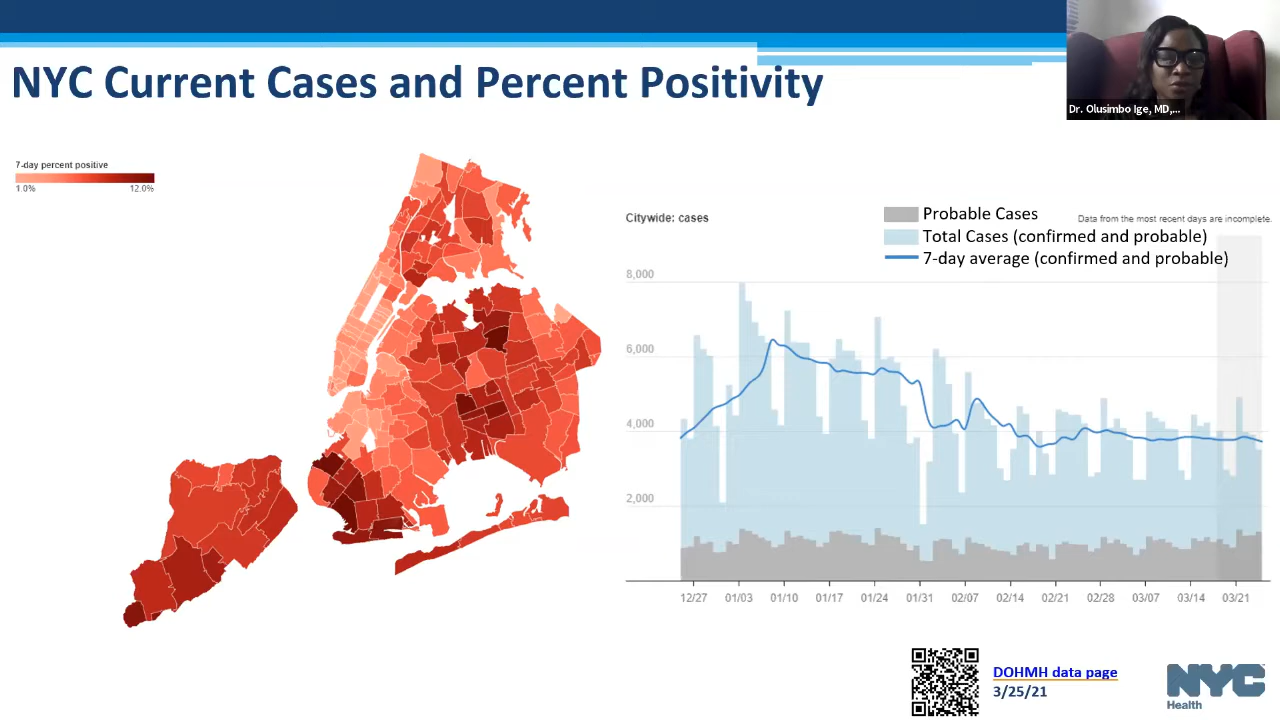 NYC Current Cases and Percent Positivity
Dr. Olusimbo Ige, MD,...
7-day percent positive
1.0% 12.0%
Citywide: cases
Probable Cases
Total Cases (confirmed and probable)
7-day average (confirmed and probable)
Data from the most recent days are incomplete.
8,000
6,000
4,000
2,000
12/27 01/03 01/10 01/17 01/24 01/31 02/07 02/14 02/21 02/28 03/07 03/14 03/21
DOHMH data page
3/25/21
NYC
Health